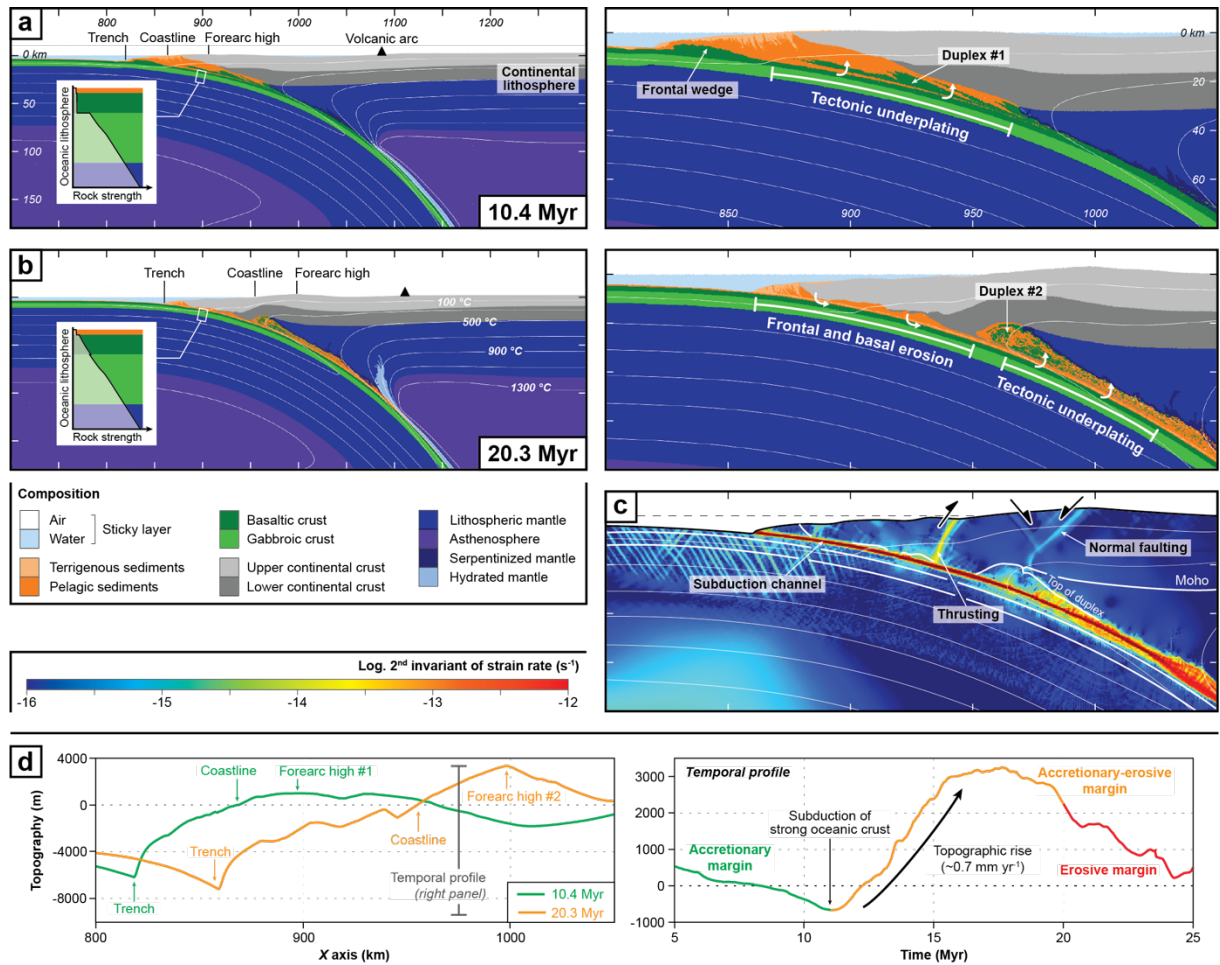 a
800 900 1000 1100 1200
Trench Coastline Forearc high Volcanic arc
0 km
50
100
150
Continental
lithosphere
Oceanic lithosphere
Rock strength
10.4 Myr
0 km
20
40
60
Duplex #1
Frontal wedge
Tectonic underplating
850 900 950 1000
b
Trench Coastline Forearc high
100 °C
500 °C
900 °C
1300 °C
Oceanic lithosphere
Rock strength
20.3 Myr
Duplex #2
Frontal and basal erosion
Tectonic underplating
Composition
Air
Water
Sticky layer
Terrigenous sediments
Pelagic sediments
Basaltic crust
Gabbroic crust
Upper continental crust
Lower continental crust
Lithospheric mantle
Asthenosphere
Serpentinized mantle
Hydrated mantle
c
Normal faulting
Subduction channel
Moho
Top of duplex
Thrusting
Log. 2nd invariant of strain rate (s-1)
-16 -15 -14 -13 -12
d
4000
0
-4000
-8000
Topography (m)
Coastline
Forearc high #1
Forearc high #2
Coastline
Trench
Trench
Temporal profile
(right panel)
10.4 Myr
20.3 Myr
800 900 1000
X axis (km)
3000
2000
1000
0
-1000
Temporal profile
Accretionary-erosive
margin
Subduction of
strong oceanic crust
Accretionary
margin
Topographic rise
(~0.7 mm yr-1)
Erosive margin
5 10 15 20 25
Time (Myr)